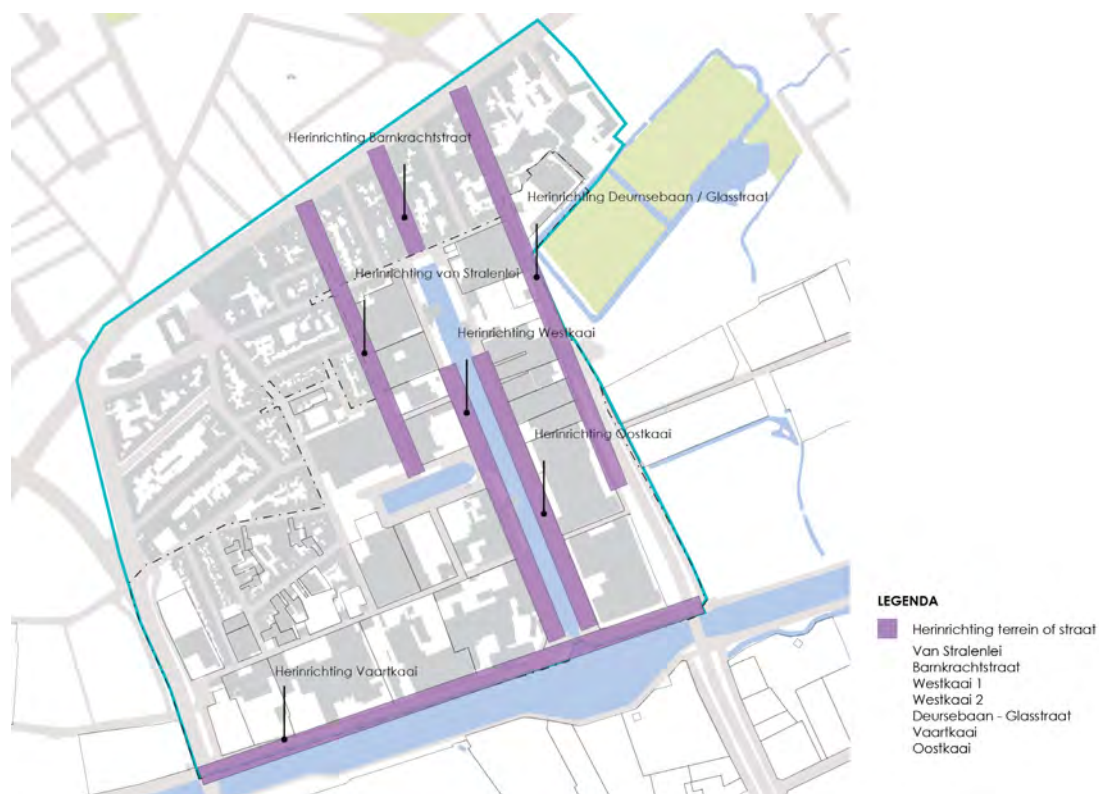 Herinrichting Barnkrachtstraat
Herinrichting Deurnsebaan / Glasstraat
Herinrichting van Stralenlei
Herinrichting Westkaai
Herinrichting Oostkaai
Herinrichting Vaartkaai
LEGENDA
Herinrichting terrein of straat
Van Stralenlei
Barnkrachtstraat
Westkaai 1
Westkaai 2
Deursebaan - Glasstraat
Vaartkaai
Oostkaai